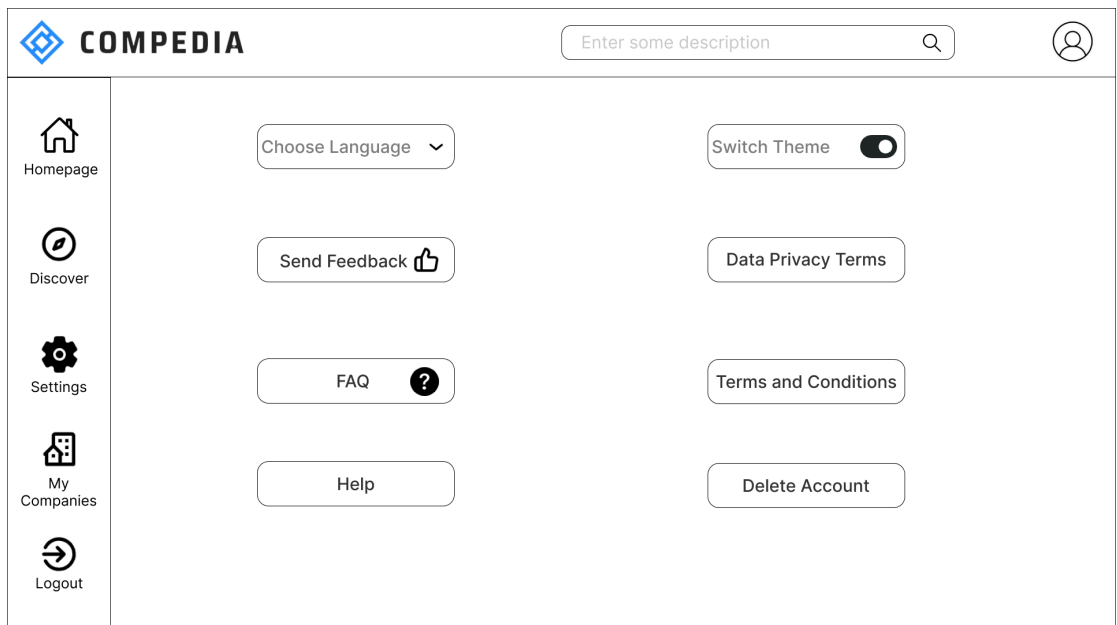 COMPEDIA
Enter some description
Homepage
Discover
Settings
My
Companies
Logout
Choose Language
Switch Theme
Send Feedback
Data Privacy Terms
FAQ
?
Terms and Conditions
Help
Delete Account